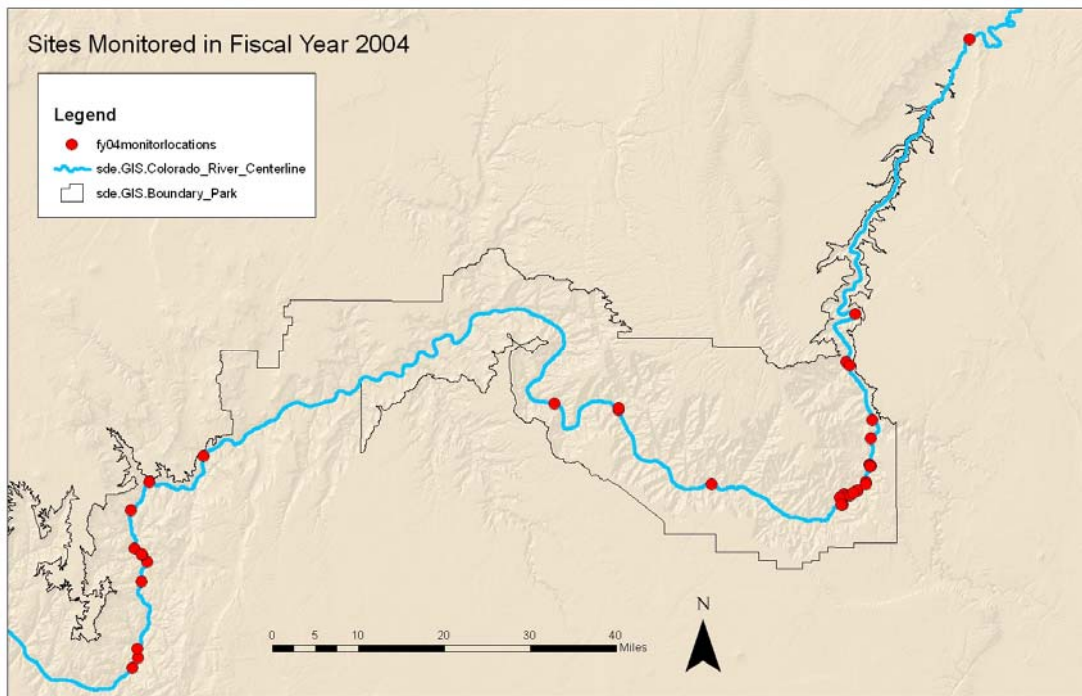 Sites Monitored in Fiscal Year 2004
Legend
fy04monitorlocations
sde.GIS.Colorado_River_Centerline
sde.GIS.Boundary_Park
N
0 5 10 20 30 40
Miles